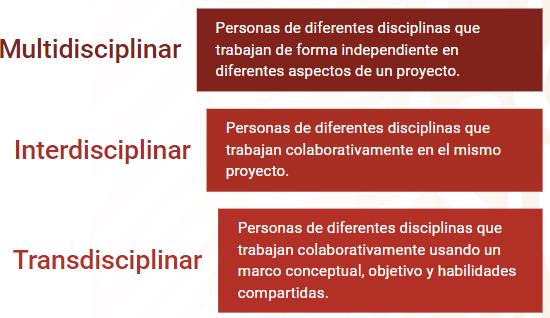 Multidisciplinar
Personas de diferentes disciplinas que
trabajan de forma independiente en
diferentes aspectos de un proyecto.
Interdisciplinar
Personas de diferentes disciplinas que
trabajan colaborativamente en el mismo
proyecto.
Transdisciplinar
Personas de diferentes disciplinas que
trabajan colaborativamente usando un
marco conceptual, objetivo y habilidades
compartidas.